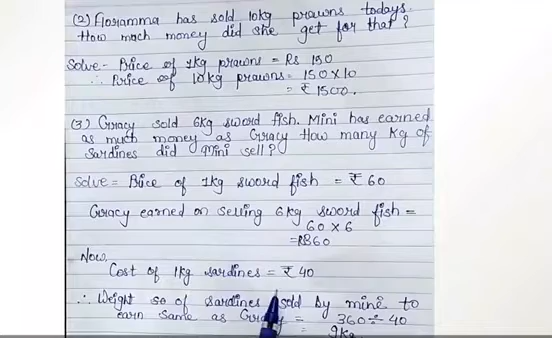 (2) Floramma has sold 10kg prawns todays.
How much money did she get for that?
Solve- Price of 1kg prawns = Rs 150
∴ Price of 10kg prawns = 150 × 10
= ₹ 1500.
(3) Gracy sold 6kg sword fish. Mini has earned
as much money as Gracy How many Kg of
sardines did mini sell?
Solve = Price of 1kg sword fish = ₹ 60
Gracy earned on selling 6kg sword fish =
60 × 6
= Rs360
Now,
Cost of 1kg sardines = ₹ 40
∴ Weight so of sardines sold by mine to
earn same as Gracy = 360 ÷ 40
= 9kg